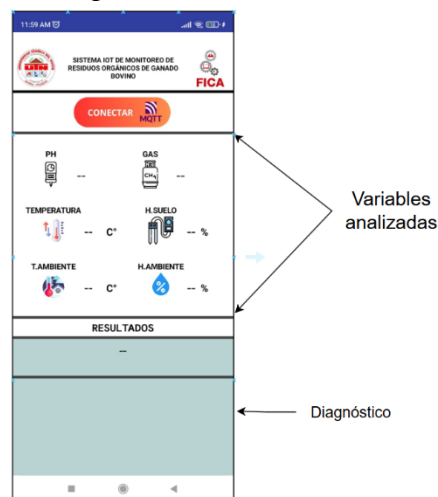 11:59 AM
SISTEMA IOT DE MONITOREO DE
RESIDUOS ORGÁNICOS DE GANADO
BOVINO
UTN
FICA
CONECTAR
MQTT
PH
GAS
--
CH4
--
TEMPERATURA
H.SUELO
-- C°
-- %
T.AMBIENTE
H.AMBIENTE
-- C°
%
-- %
RESULTADOS
--
Variables
analizadas
Diagnóstico